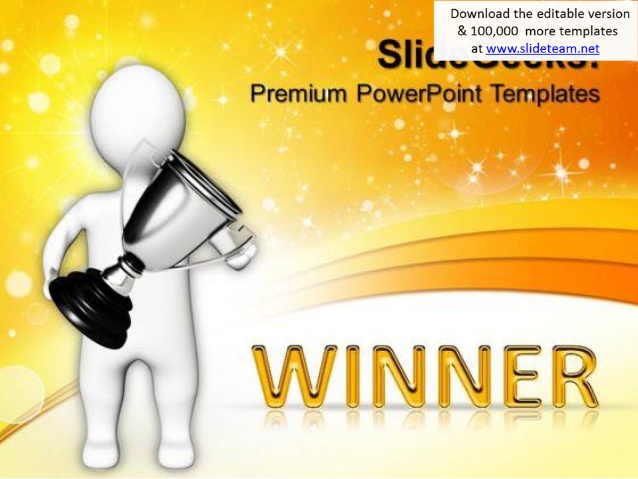 Download the editable version
& 100,000 more templates
at www.slideteam.net
Premium PowerPoint Templates
WINNER